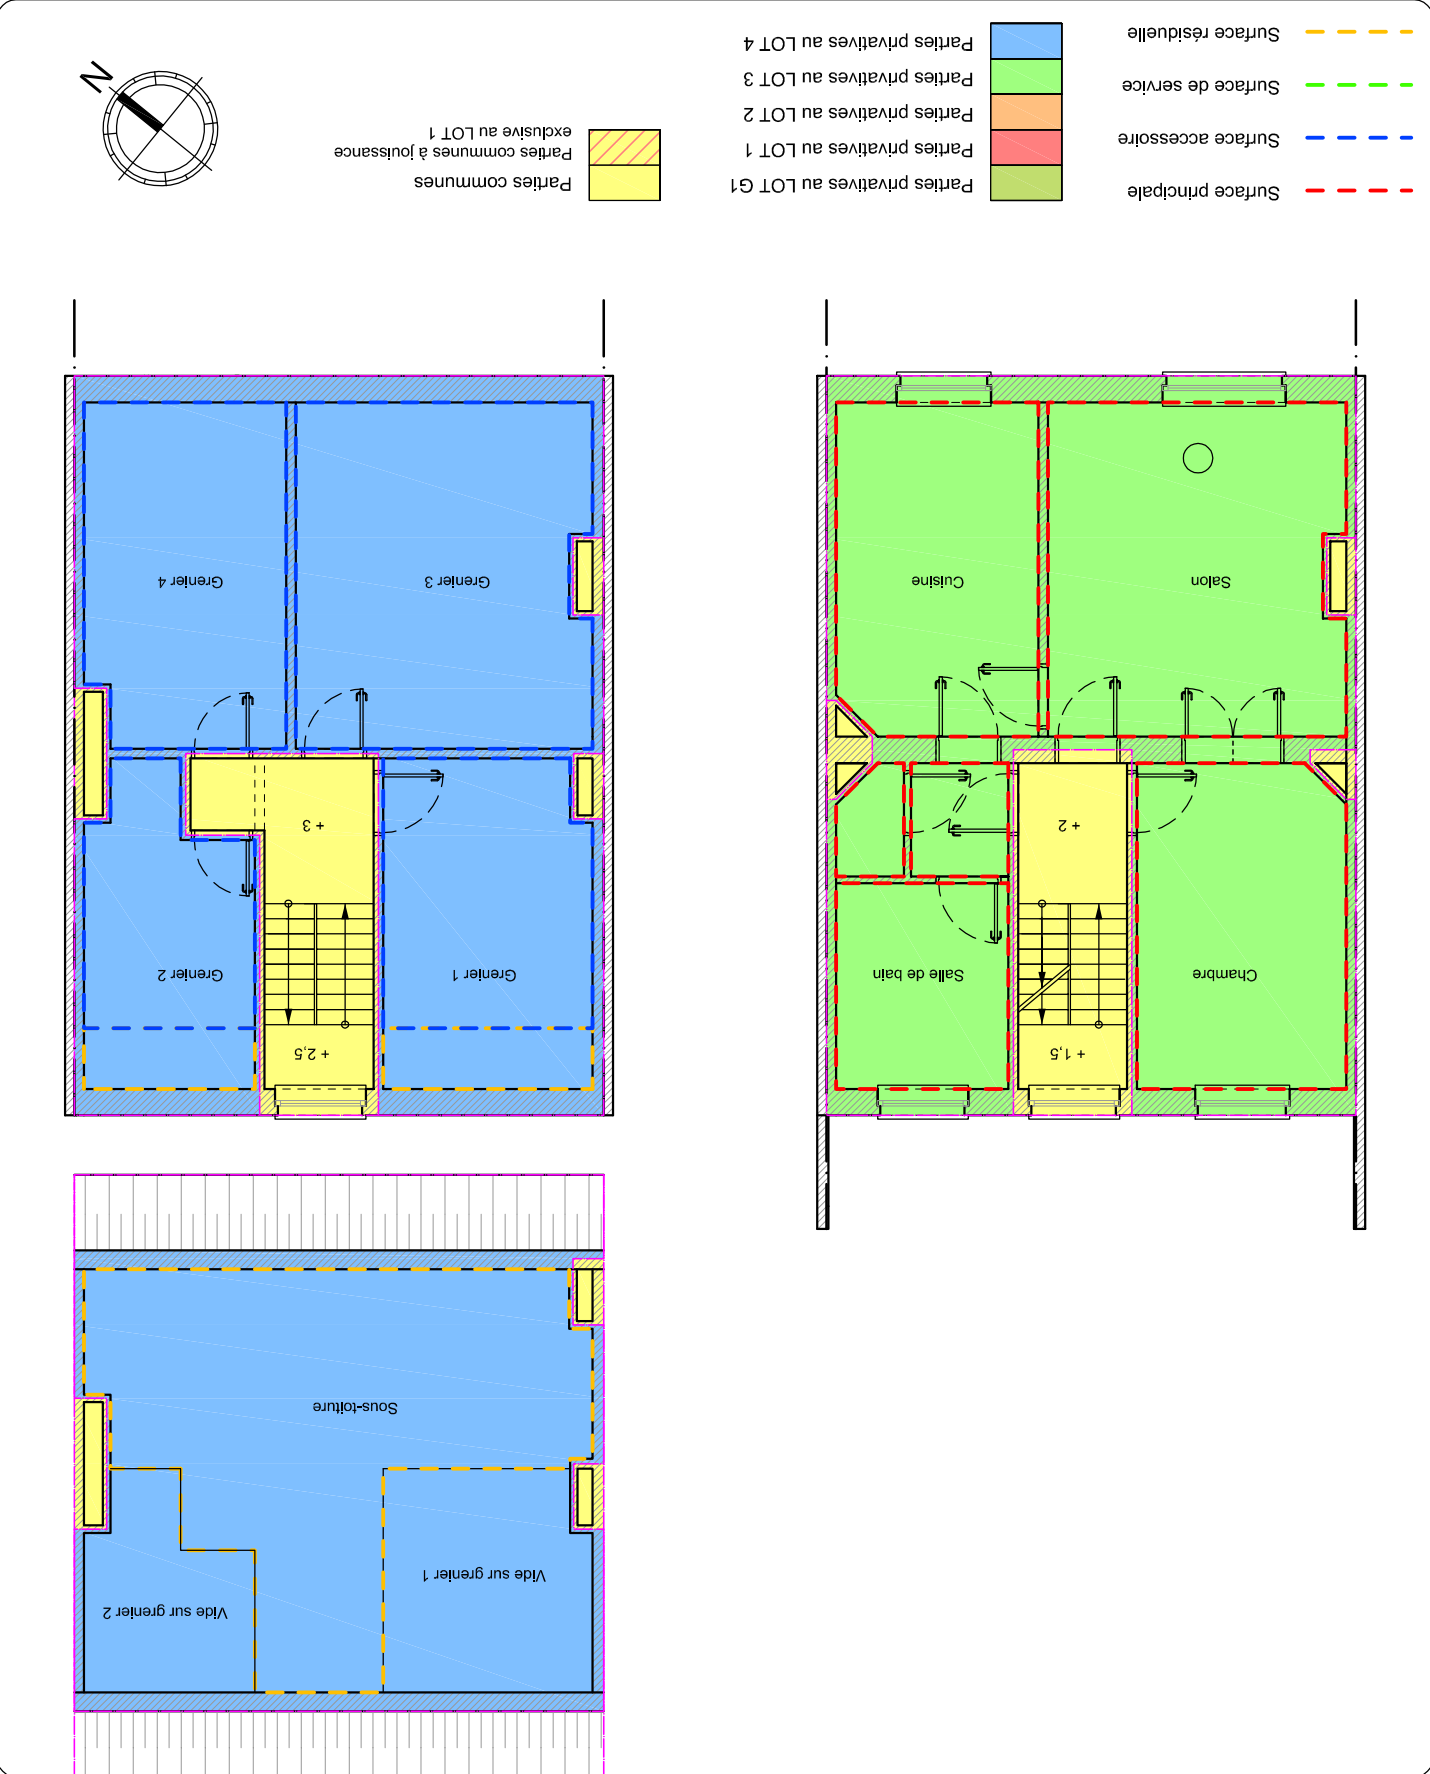 Vide sur grenier 2
Vide sur grenier 1
Sous-toiture
+ 1,5
Chambre
Salle de bain
+ 2
Salon
Cuisine
+ 2,5
Grenier 1
Grenier 2
+ 3
Grenier 3
Grenier 4
Surface principale
Surface accessoire
Surface de service
Surface résiduelle
Parties privatives au LOT G1
Parties privatives au LOT 1
Parties privatives au LOT 2
Parties privatives au LOT 3
Parties privatives au LOT 4
Parties communes
Parties communes à jouissance
exclusive au LOT 1
N